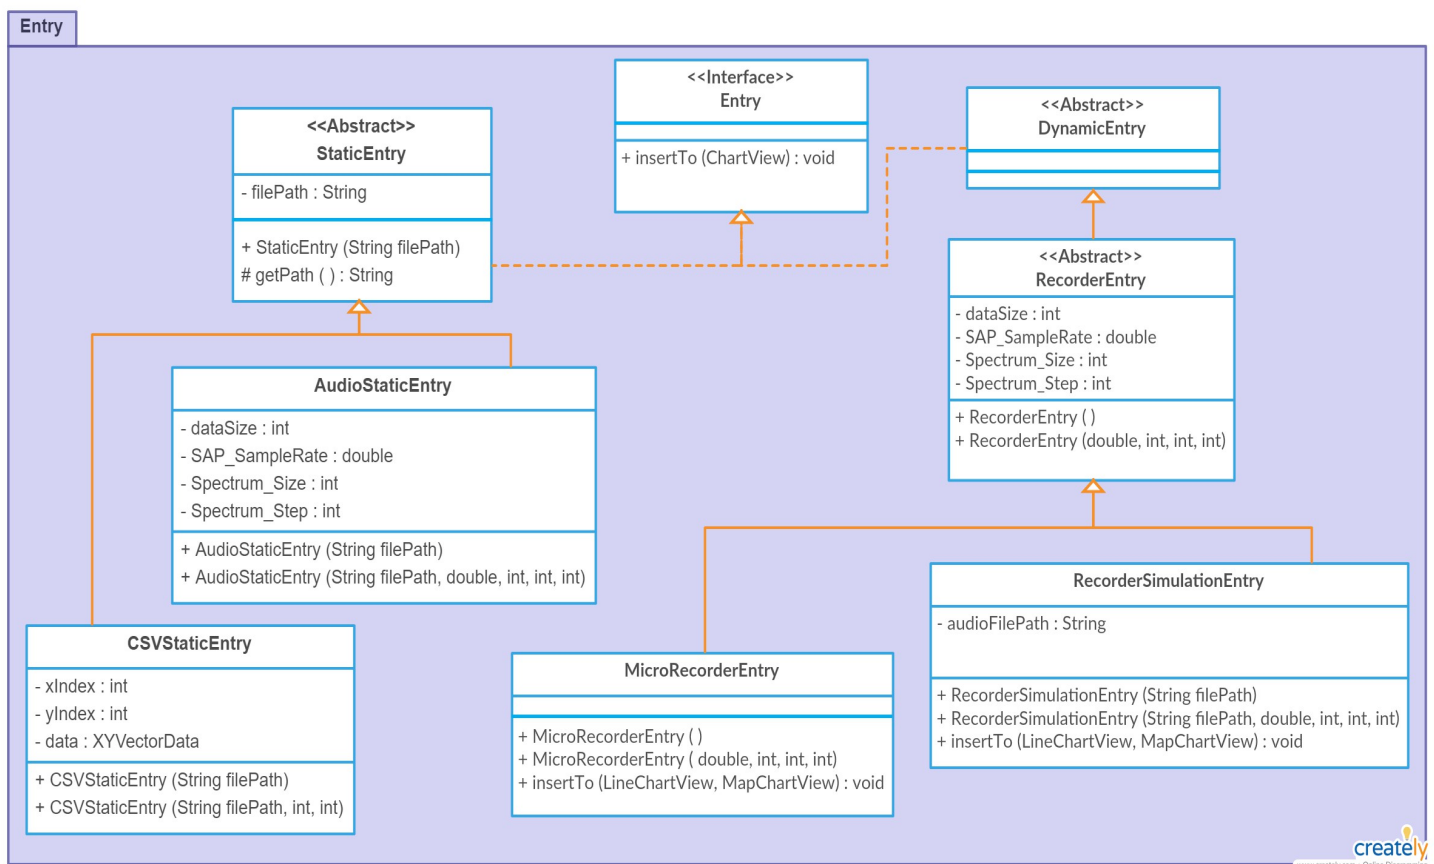 Entry
<<Interface>>
Entry
+ insertTo (ChartView) : void
<<Abstract>>
StaticEntry
- filePath : String
+ StaticEntry (String filePath)
# getPath ( ) : String
<<Abstract>>
DynamicEntry
<<Abstract>>
RecorderEntry
- dataSize : int
- SAP_SampleRate : double
- Spectrum_Size : int
- Spectrum_Step : int
+ RecorderEntry ( )
+ RecorderEntry (double, int, int, int)
AudioStaticEntry
- dataSize : int
- SAP_SampleRate : double
- Spectrum_Size : int
- Spectrum_Step : int
+ AudioStaticEntry (String filePath)
+ AudioStaticEntry (String filePath, double, int, int, int)
CSVStaticEntry
- xIndex : int
- yIndex : int
- data : XYVectorData
+ CSVStaticEntry (String filePath)
+ CSVStaticEntry (String filePath, int, int)
MicroRecorderEntry
+ MicroRecorderEntry ( )
+ MicroRecorderEntry ( double, int, int, int)
+ insertTo (LineChartView, MapChartView) : void
RecorderSimulationEntry
- audioFilePath : String
+ RecorderSimulationEntry (String filePath)
+ RecorderSimulationEntry (String filePath, double, int, int, int)
+ insertTo (LineChartView, MapChartView) : void
creately